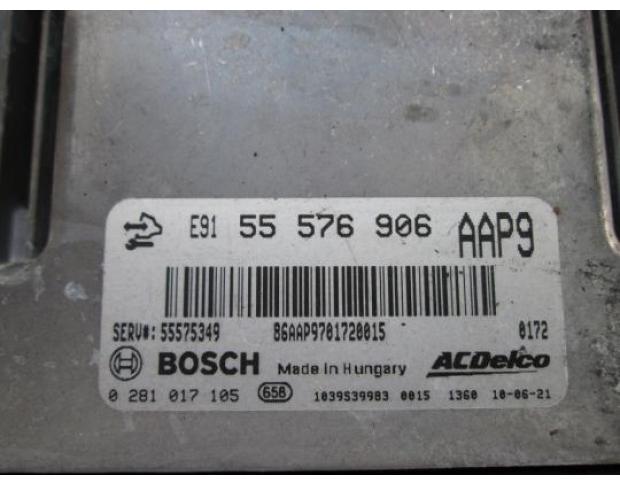 E91 55 576 906 AAP9
SERV#: 55575349 86AAP9701720015 0172
BOSCH Made in Hungary ACDelco
0 281 017 105 658 1039S39983 0015 1360 10-06-21